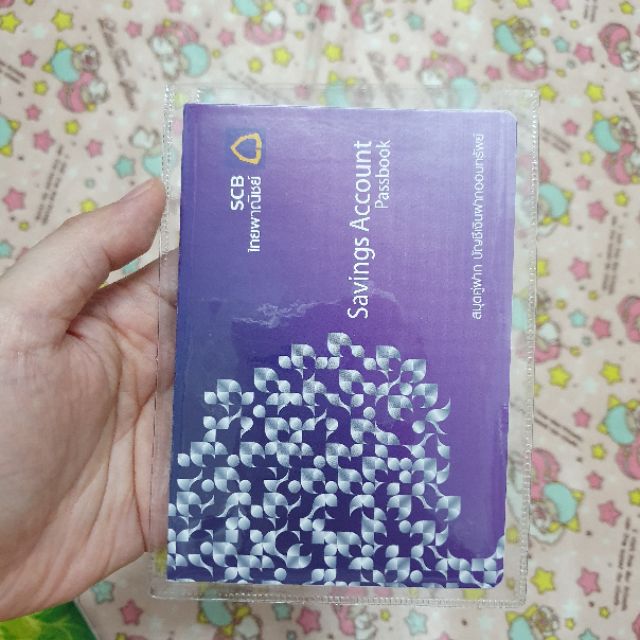 SCB
ไทยพาณิชย์
Savings Account
Passbook
สมุดคู่ฝาก บัญชีเงินฝากออมทรัพย์